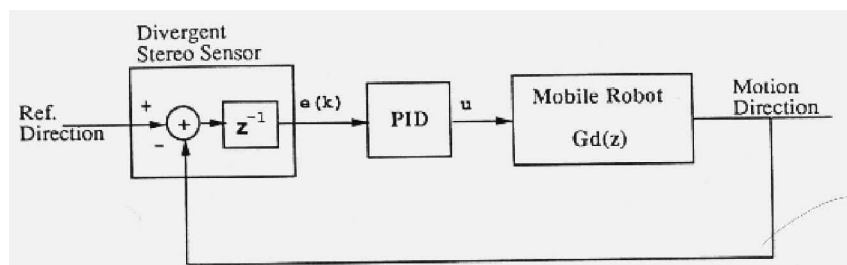 Divergent
Stereo Sensor
Ref.
Direction
+
-
+
z⁻¹
e(k)
PID
u
Mobile Robot
Gd(z)
Motion
Direction